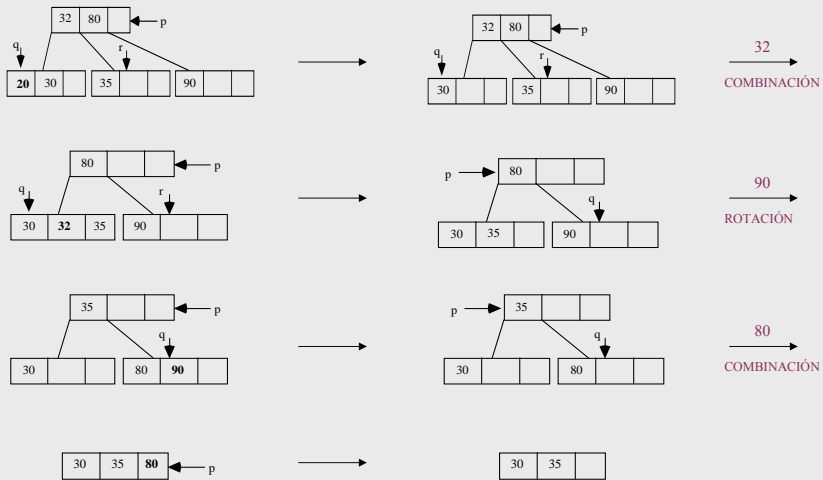 32 80 p
q r
20 30 35 90
32 80 p
q r
30 35 90
32
COMBINACIÓN
80 p
q r
30 32 35 90
p 80
q
30 35 90
90
ROTACIÓN
35 p
q
30 80 90
p 35
q
30 80
80
COMBINACIÓN
30 35 80 p
30 35